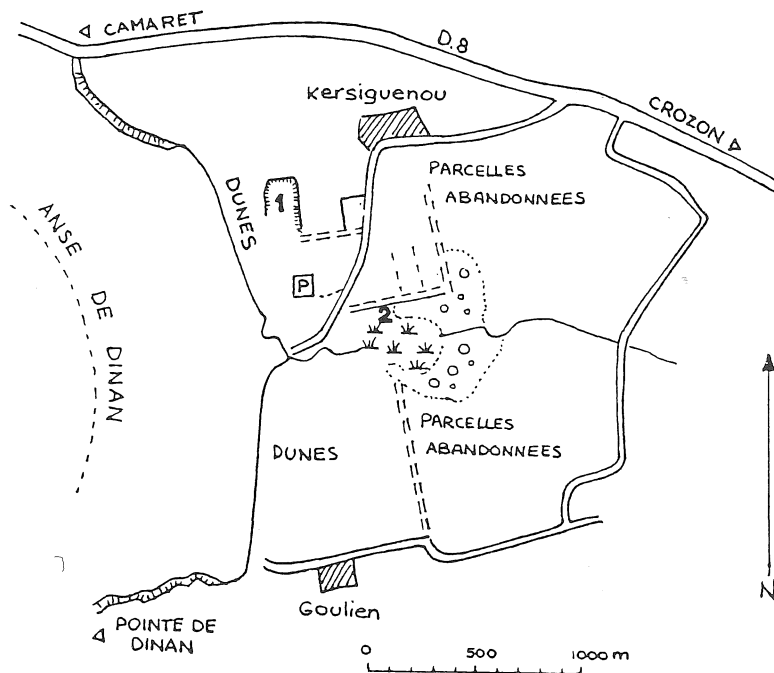 CAMARET
D.8
CROZON
Kersiguenou
PARCELLES
ABANDONNEES
DUNES
1
ANSE DE DINAN
P
2
PARCELLES
ABANDONNEES
DUNES
N
Goulien
POINTE DE
DINAN
0 500 1000 m